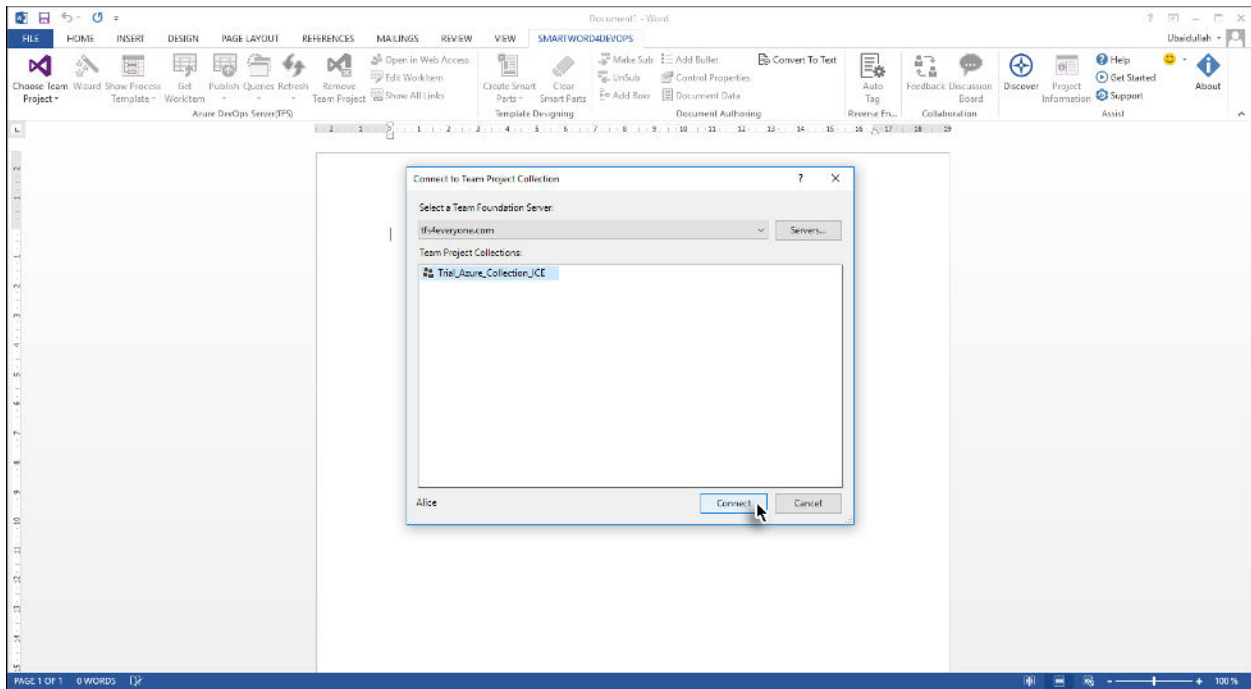 Document1 - Word
FILE HOME INSERT DESIGN PAGE LAYOUT REFERENCES MAILINGS REVIEW VIEW SMARTWORD4DEVOPS Ubaidullah
Choose Team Project
Wizard
Show Process Template
Get Workitem
Publish
Queries
Refresh
Remove Team Project
Open in Web Access
Edit Workitem
Show All Links
Azure DevOps Server(TFS)
Create Smart Parts
Clear Smart Parts
Template Designing
Make Sub
UnSub
Add Row
Add Bullet
Control Properties
Document Data
Convert To Text
Document Authoring
Auto Tag
Reverse En...
Feedback
Discussion Board
Collaboration
Discover
Project Information
Help
Get Started
Support
About
Assist
Connect to Team Project Collection
Select a Team Foundation Server:
tfs4everyone.com
Servers...
Team Project Collections:
Trial_Azure_Collection_ICE
Alice
Connect
Cancel
PAGE 1 OF 1 0 WORDS 100 %